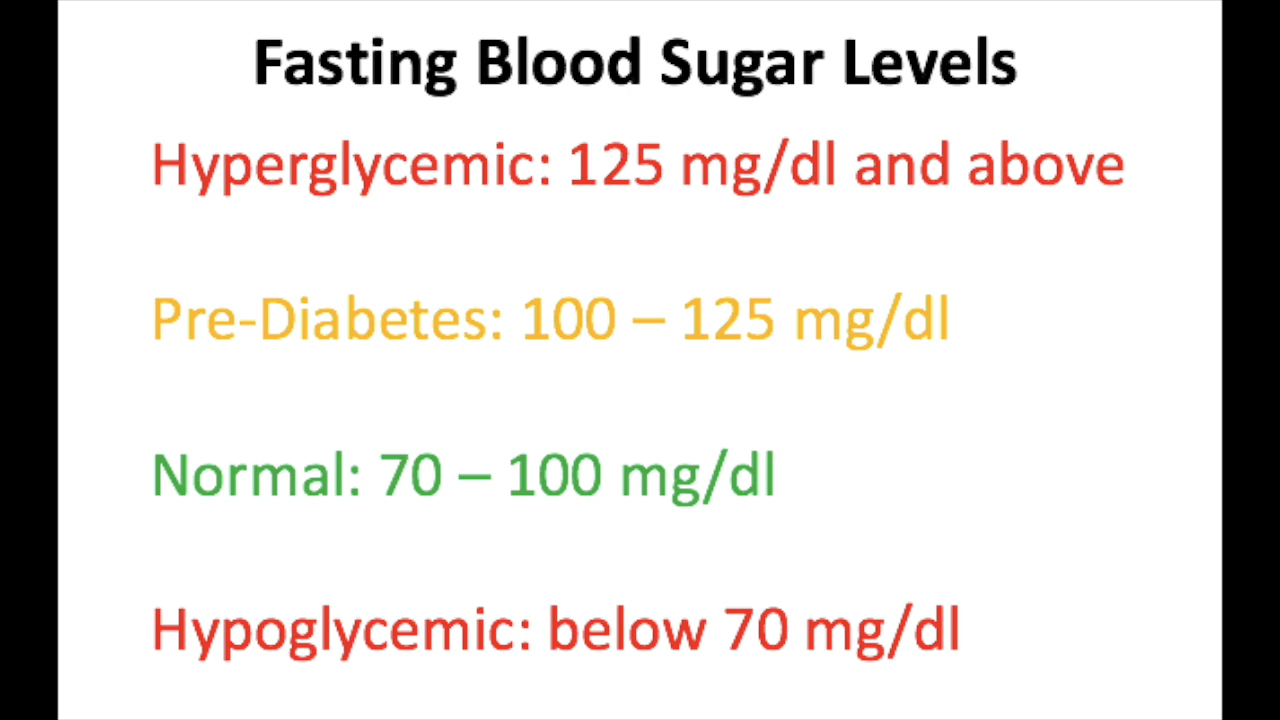 Fasting Blood Sugar Levels
Hyperglycemic: 125 mg/dl and above
Pre-Diabetes: 100 – 125 mg/dl
Normal: 70 – 100 mg/dl
Hypoglycemic: below 70 mg/dl